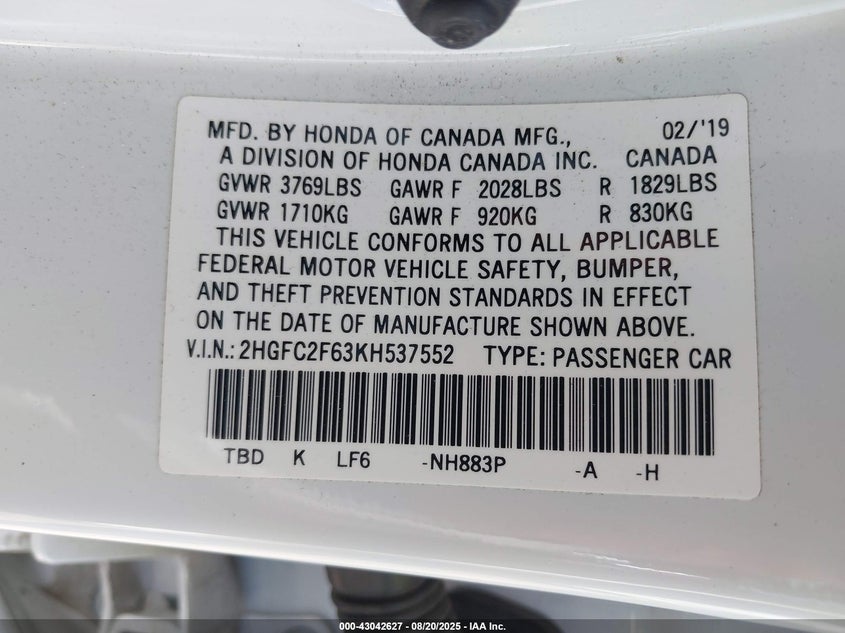 MFD. BY HONDA OF CANADA MFG., 02/'19
A DIVISION OF HONDA CANADA INC. CANADA
GVWR 3769LBS GAWR F 2028LBS R 1829LBS
GVWR 1710KG GAWR F 920KG R 830KG
THIS VEHICLE CONFORMS TO ALL APPLICABLE
FEDERAL MOTOR VEHICLE SAFETY, BUMPER,
AND THEFT PREVENTION STANDARDS IN EFFECT
ON THE DATE OF MANUFACTURE SHOWN ABOVE.
V.I.N.: 2HGFC2F63KH537552 TYPE: PASSENGER CAR
TBD K LF6 -NH883P -A -H
000-43042627 - 08/20/2025 - IAA Inc.